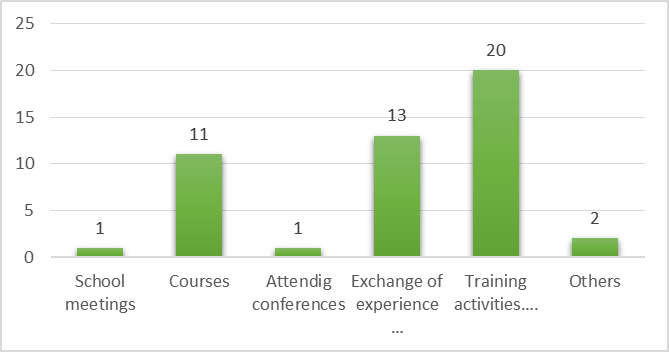 25
20
15
10
5
0
1
11
1
13
20
2
School
meetings
Courses
Attendig
conferences
Exchange of
experience
…
Training
activities….
Others